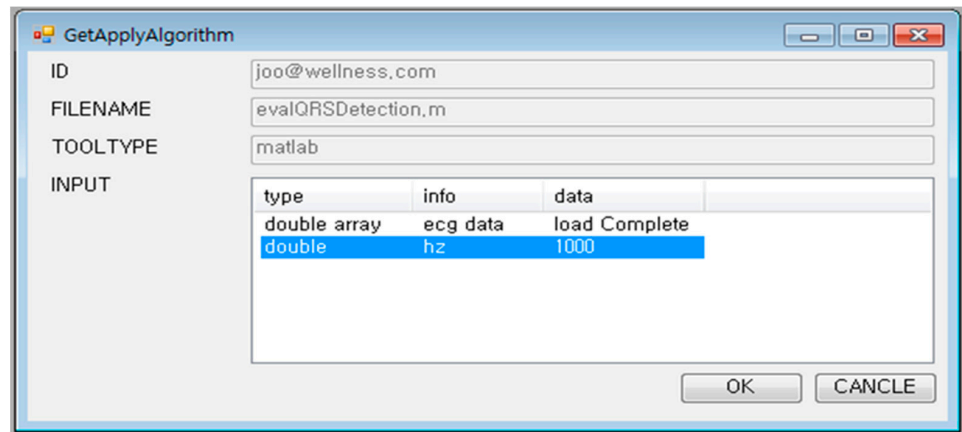 GetApplyAlgorithm
ID joo@wellness.com
FILENAME evalQRSDetection.m
TOOLTYPE matlab
INPUT
type info data
double array ecg data load Complete
double hz 1000
OK CANCLE